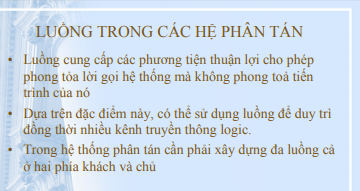 LUỒNG TRONG CÁC HỆ PHÂN TÁN
• Luồng cung cấp các phương tiện thuận lợi cho phép
phong tỏa lời gọi hệ thống mà không phong toả tiến
trình của nó
• Dựa trên đặc điểm này, có thể sử dụng luồng để duy trì
đồng thời nhiều kênh truyền thông logic.
• Trong hệ thống phân tán cần phải xây dựng đa luồng cả
ở hai phía khách và chủ